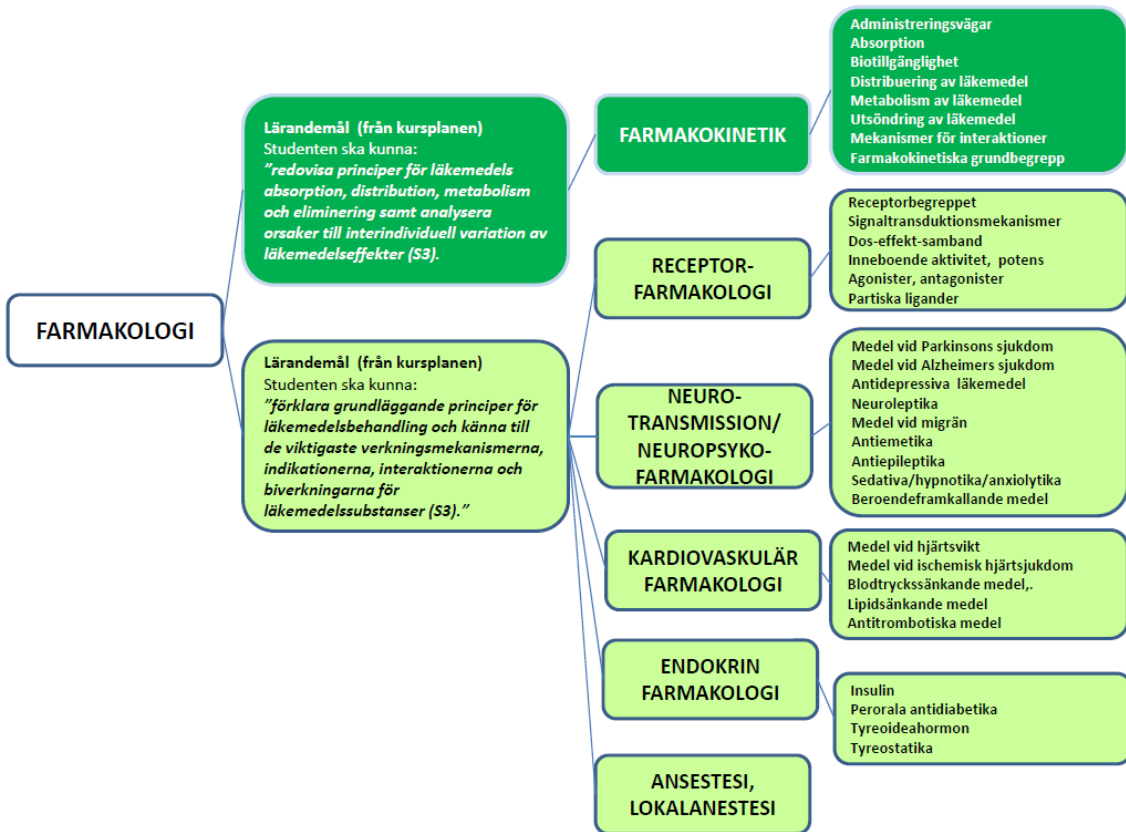 FARMAKOLOGI
Lärandemål (från kursplanen)
Studenten ska kunna:
”redovisa principer för läkemedels
absorption, distribution, metabolism
och eliminering samt analysera
orsaker till interindividuell variation av
läkemedelseffekter (S3).
FARMAKOKINETIK
Administreringsvägar
Absorption
Biotillgänglighet
Distribuering av läkemedel
Metabolism av läkemedel
Utsöndring av läkemedel
Mekanismer för interaktioner
Farmakokinetiska grundbegrepp
Lärandemål (från kursplanen)
Studenten ska kunna:
”förklara grundläggande principer för
läkemedelsbehandling och känna till
de viktigaste verkningsmekanismerna,
indikationerna, interaktionerna och
biverkningarna för
läkemedelssubstanser (S3).”
RECEPTOR-
FARMAKOLOGI
Receptorbegreppet
Signaltransduktionsmekanismer
Dos-effekt-samband
Inneboende aktivitet, potens
Agonister, antagonister
Partiska ligander
NEURO-
TRANSMISSION/
NEUROPSYKO-
FARMAKOLOGI
Medel vid Parkinsons sjukdom
Medel vid Alzheimers sjukdom
Antidepressiva läkemedel
Neuroleptika
Medel vid migrän
Antiemetika
Antiepileptika
Sedativa/hypnotika/anxiolytika
Beroendeframkallande medel
KARDIOVASKULÄR
FARMAKOLOGI
Medel vid hjärtsvikt
Medel vid ischemisk hjärtsjukdom
Blodtryckssänkande medel,.
Lipidsänkande medel
Antitrombotiska medel
ENDOKRIN
FARMAKOLOGI
Insulin
Perorala antidiabetika
Tyreoideahormon
Tyreostatika
ANSESTESI,
LOKALANESTESI